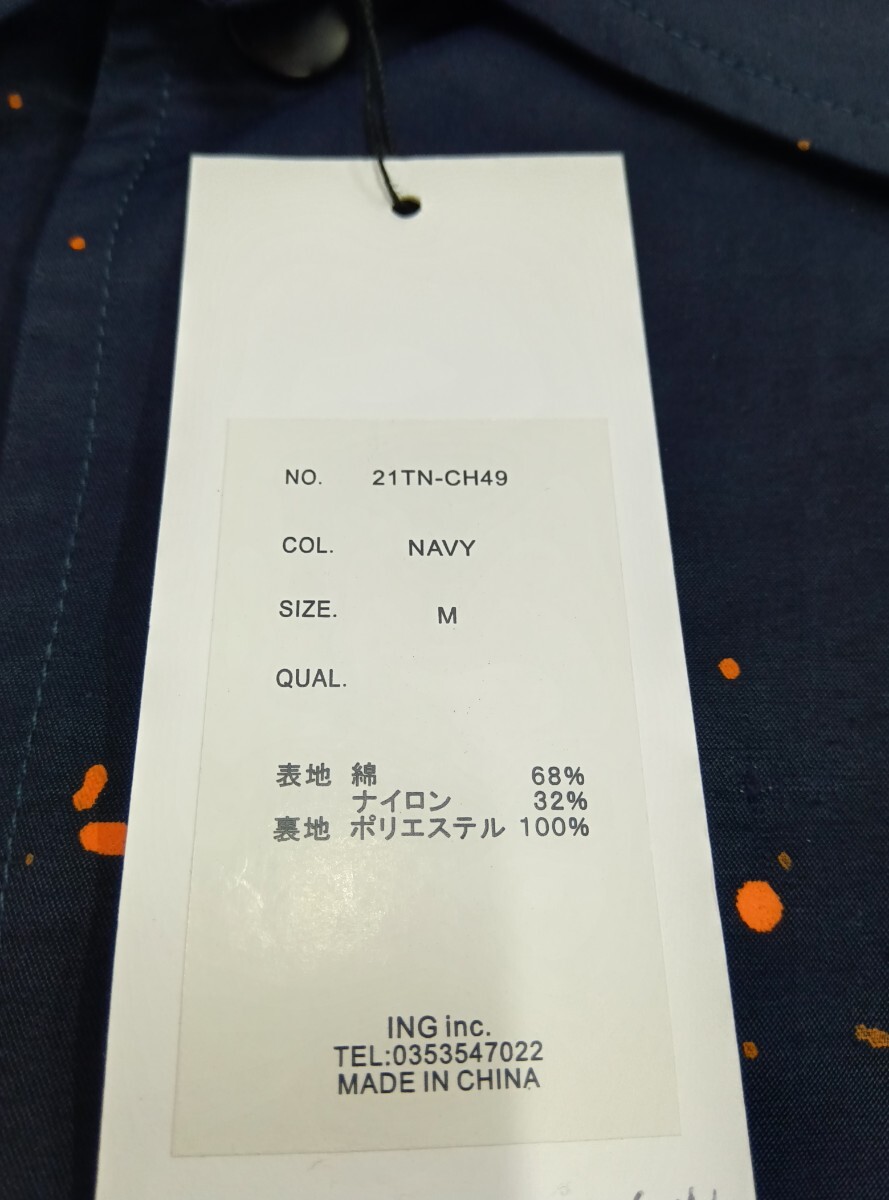 NO. 21TN-CH49
COL. NAVY
SIZE. M
QUAL.
表地 綿 68%
ナイロン 32%
裏地 ポリエステル 100%
ING inc.
TEL:0353547022
MADE IN CHINA